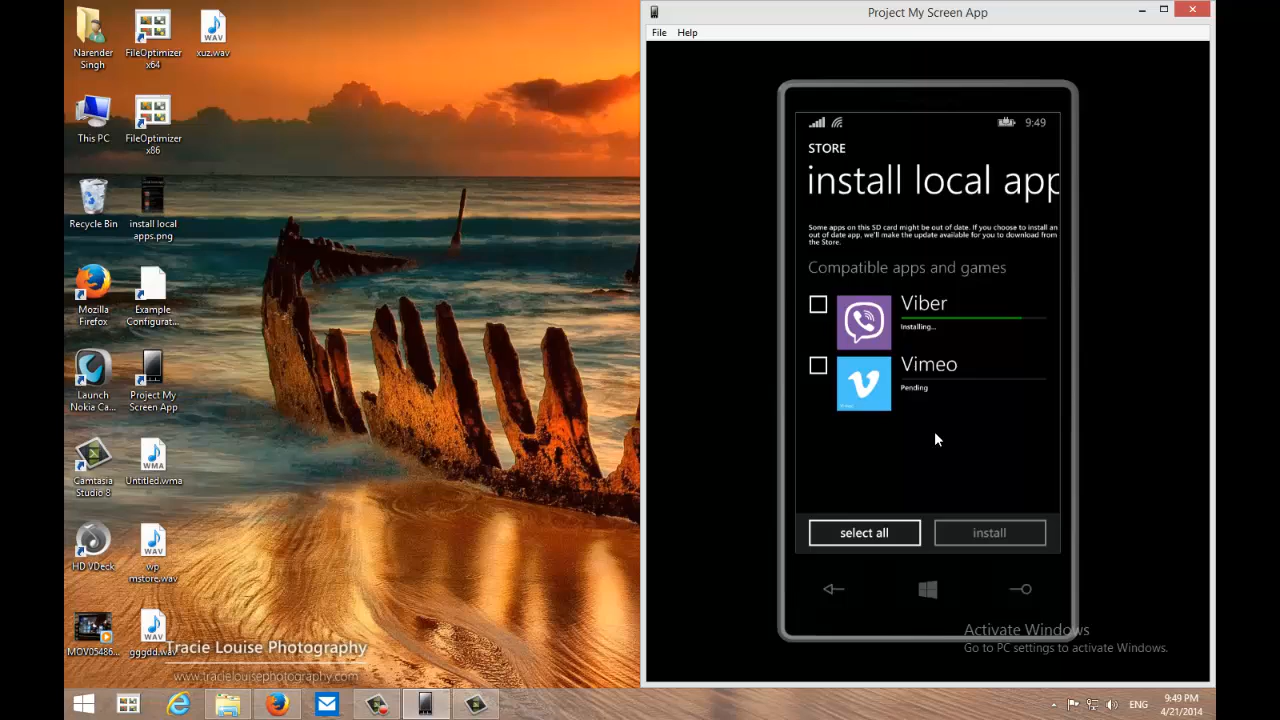 Narender
Singh
FileOptimizer
x64
xuz.wav
This PC
FileOptimizer
x86
Recycle Bin
install local
apps.png
Mozilla
Firefox
Example
Configurat...
Launch
Nokia Ca...
Project My
Screen App
Camtasia
Studio 8
Untitled.wma
HD VDeck
wp
mstore.wav
MOV05486...
gggdd.wav
WAV
WMA
WAV
WAV
Tracie Louise Photography
www.tracielouisephotography.com
Project My Screen App
File Help
9:49
STORE
install local app
Some apps on this SD card might be out of date. If you choose to install an
out of date app, we'll make the update available for you to download from
the Store.
Compatible apps and games
Viber
Installing...
Vimeo
Pending
select all
install
Activate Windows
Go to PC settings to activate Windows.
ENG
9:49 PM
4/21/2014